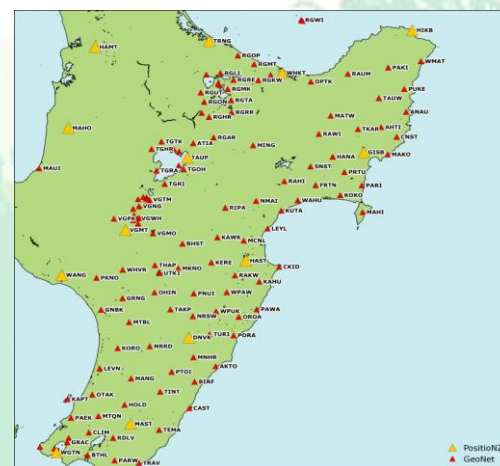 RGWI
HIKB
TRNG
HAMT
RGOP
WMAT
RGMT
PAKI
RGLI
WHKT
RAUM
RGRE
RGKW
OPTK
PUKE
RGMK
RGUT
TAUW
RGON
RGTA
RGRR
ANAU
RGHR
MATW
MAHO
TKAR
AHTI
RAWI
CNST
RGAR
TGTK
ATIA
MING
TGHR
GISB
MAKO
HANA
TAUP
MAUI
TGRA
TGOH
SNST
PRTU
TGRI
RAHI
FRTN
PARI
KOKO
VGTM
NMAI
WAHU
VGNG
RIPA
KUTA
MAHI
VGWH
VGMT
LEYL
VGMO
KAWK
MCNL
BHST
KERE
HAST
THAP
MKNO
CKID
WHVR
UTK1
RAKW
WANG
PKNO
KAHU
OHIN
PNUI
WPAW
GRNG
GNBK
TAKP
WPUK
PAWA
NRSW
OROA
MTBL
DNVK
TURI
PORA
KORO
NRRD
MNHR
AKTO
LEVN
PTOI
MANG
BIRF
OTAK
TINT
KAPT
HOLD
CAST
PAEK
MTQN
MAST
CLIM
TEMA
RDLV
GRAC
WGTN
BTHL
PARW
TRAV
PositioNZ
GeoNet